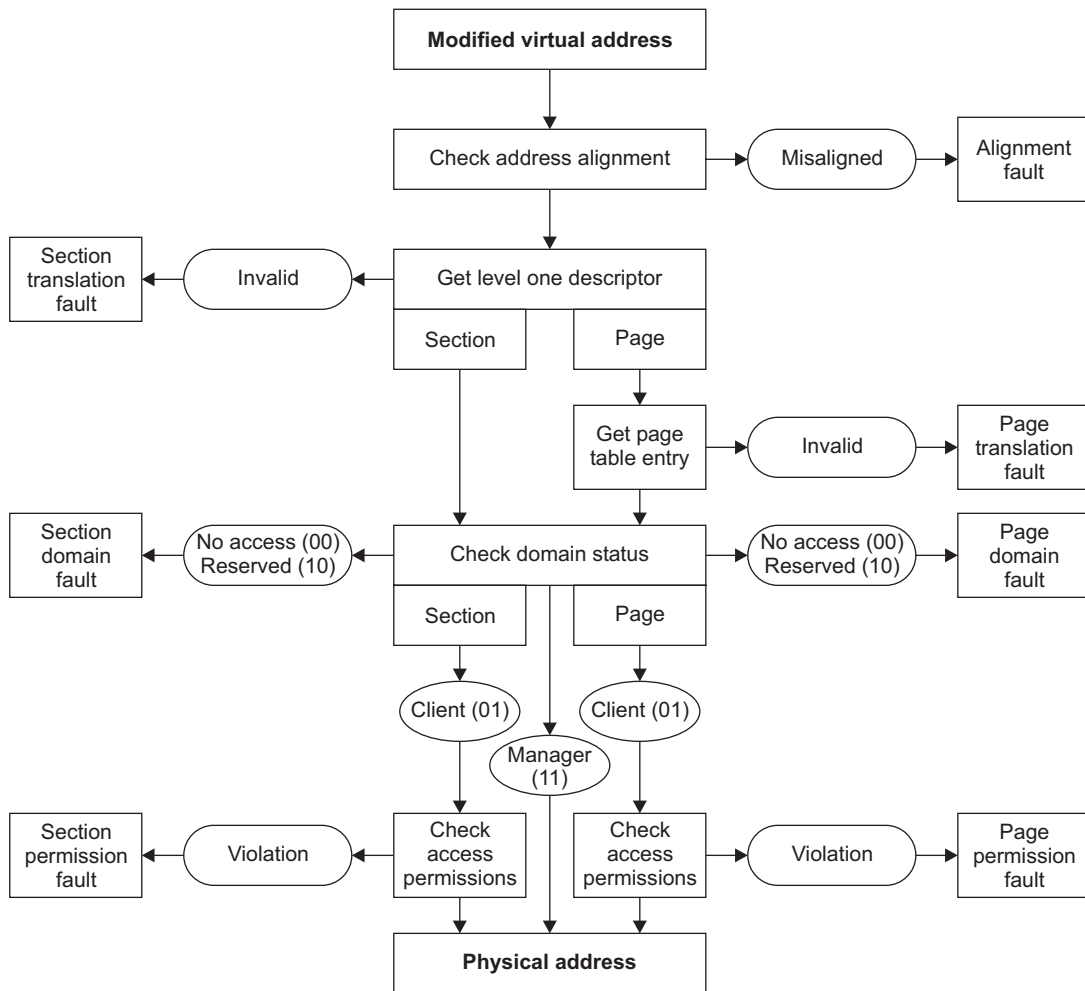 Modified virtual address
Check address alignment
Misaligned
Alignment
fault
Section
translation
fault
Invalid
Get level one descriptor
Section
Page
Get page
table entry
Invalid
Page
translation
fault
Section
domain
fault
No access (00)
Reserved (10)
Check domain status
No access (00)
Reserved (10)
Page
domain
fault
Section
Page
Client (01)
Client (01)
Manager
(11)
Section
permission
fault
Violation
Check
access
permissions
Check
access
permissions
Violation
Page
permission
fault
Physical address